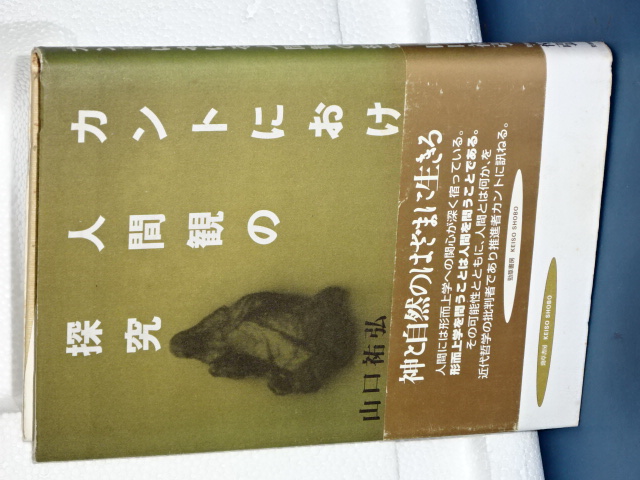 カントにおけ
人間観の
探究
山口祐弘
神と自然のはざまに生きる
人間には形而上学への関心が深く宿っている。
形而上学を問うことは人間を問うことである。
その可能性とともに、人間とは何か、を
近代哲学の批判者であり推進者カントに訊ねる。
勁草書房 KEISO SHOBO
KEISO SHOBO